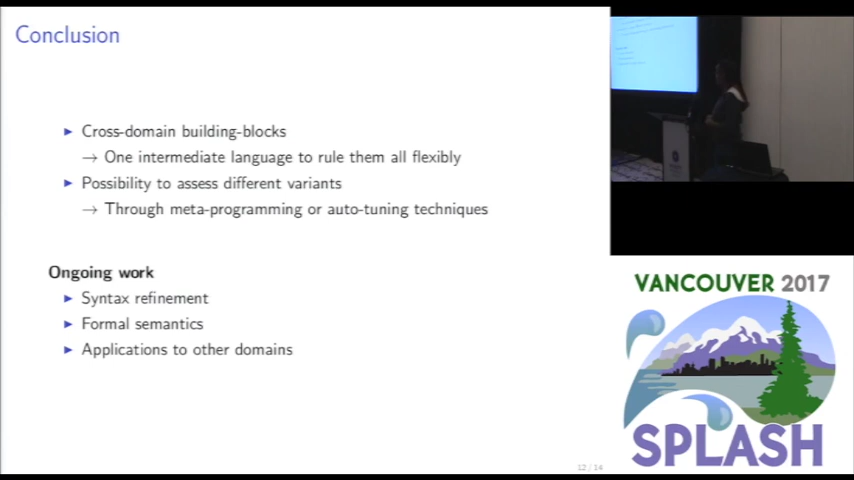 Conclusion
► Cross-domain building-blocks
→ One intermediate language to rule them all flexibly
► Possibility to assess different variants
→ Through meta-programming or auto-tuning techniques
Ongoing work
► Syntax refinement
► Formal semantics
► Applications to other domains
12 / 14
VANCOUVER 2017
SPLASH